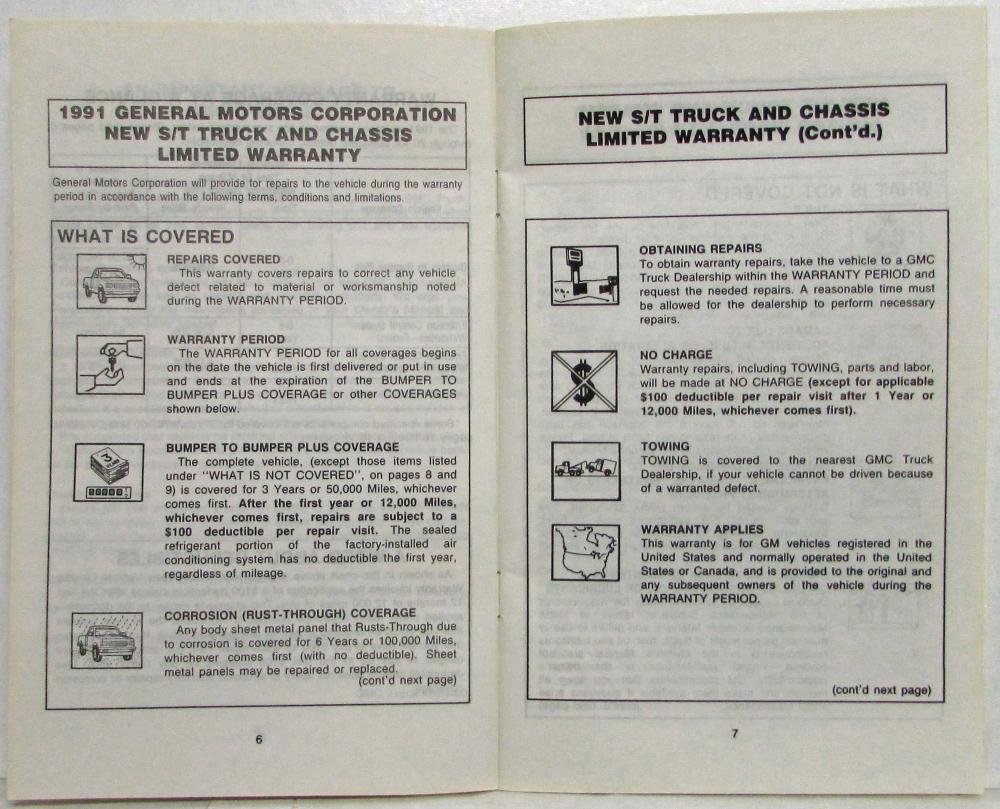 1991 GENERAL MOTORS CORPORATION
NEW S/T TRUCK AND CHASSIS
LIMITED WARRANTY
General Motors Corporation will provide for repairs to the vehicle during the warranty
period in accordance with the following terms, conditions and limitations.
WHAT IS COVERED
REPAIRS COVERED
This warranty covers repairs to correct any vehicle
defect related to material or worksmanship noted
during the WARRANTY PERIOD.
WARRANTY PERIOD
The WARRANTY PERIOD for all coverages begins
on the date the vehicle is first delivered or put in use
and ends at the expiration of the BUMPER TO
BUMPER PLUS COVERAGE or other COVERAGES
shown below.
BUMPER TO BUMPER PLUS COVERAGE
The complete vehicle, (except those items listed
under "WHAT IS NOT COVERED", on pages 8 and
9) is covered for 3 Years or 50,000 Miles, whichever
comes first. After the first year or 12,000 Miles,
whichever comes first, repairs are subject to a
$100 deductible per repair visit. The sealed
refrigerant portion of the factory-installed air
conditioning system has no deductible the first year,
regardless of mileage.
CORROSION (RUST-THROUGH) COVERAGE
Any body sheet metal panel that Rusts-Through due
to corrosion is covered for 6 Years or 100,000 Miles,
whichever comes first (with no deductible). Sheet
metal panels may be repaired or replaced.
(cont'd next page)
6
NEW S/T TRUCK AND CHASSIS
LIMITED WARRANTY (Cont'd.)
OBTAINING REPAIRS
To obtain warranty repairs, take the vehicle to a GMC
Truck Dealership within the WARRANTY PERIOD and
request the needed repairs. A reasonable time must
be allowed for the dealership to perform necessary
repairs.
NO CHARGE
Warranty repairs, including TOWING, parts and labor,
will be made at NO CHARGE (except for applicable
$100 deductible per repair visit after 1 Year or
12,000 Miles, whichever comes first).
TOWING
TOWING is covered to the nearest GMC Truck
Dealership, if your vehicle cannot be driven because
of a warranted defect.
WARRANTY APPLIES
This warranty is for GM vehicles registered in the
United States and normally operated in the United
States or Canada, and is provided to the original and
any subsequent owners of the vehicle during the
WARRANTY PERIOD.
(cont'd next page)
7